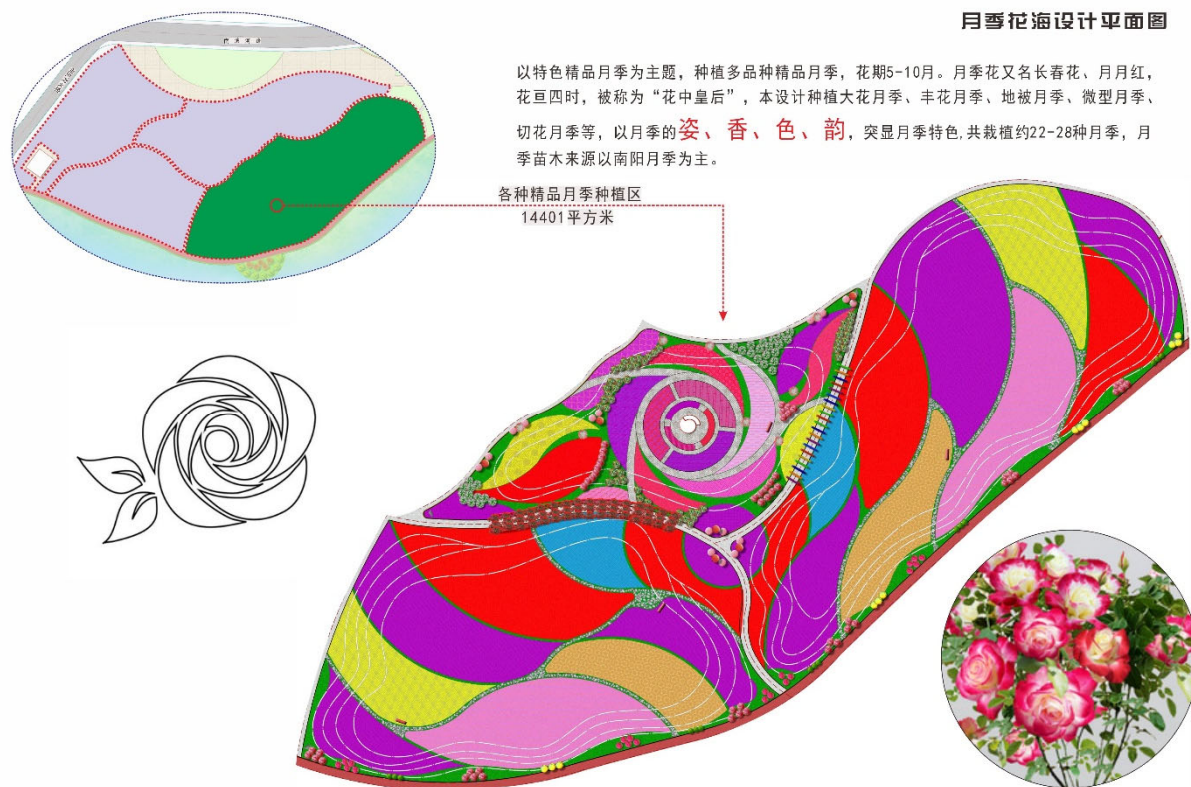 月季花海设计平面图
以特色精品月季为主题，种植多品种精品月季，花期5-10月。月季花又名长春花、月月红，
花亘四时，被称为“花中皇后”，本设计种植大花月季、丰花月季、地被月季、微型月季、
切花月季等，以月季的姿、香、色、韵，突显月季特色,共栽植约22-28种月季，月
季苗木来源以南阳月季为主。
各种精品月季种植区
14401平方米